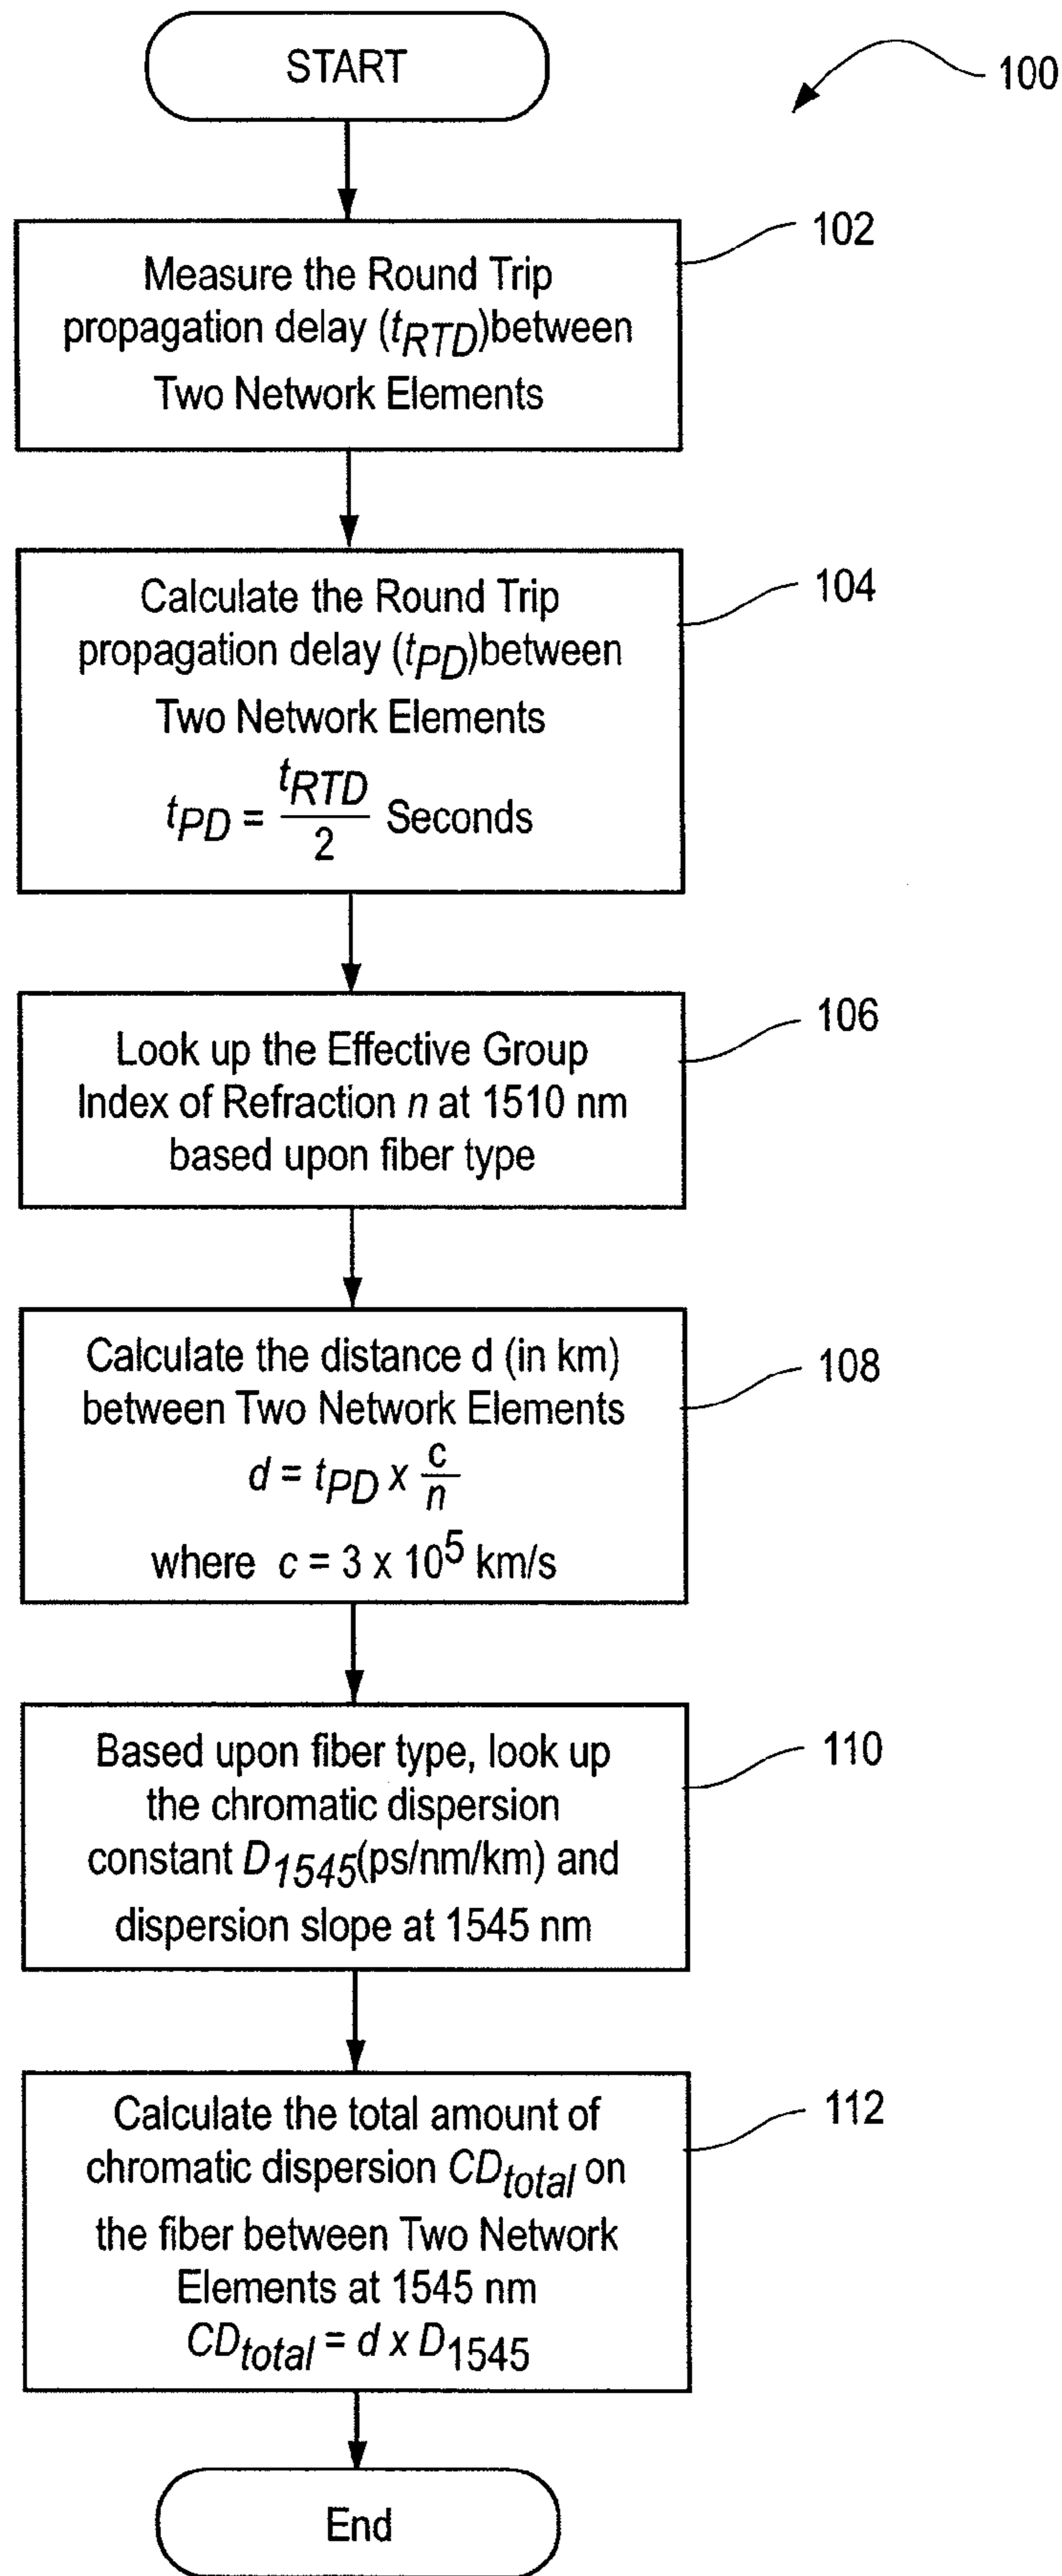 START
100
102
Measure the Round Trip
propagation delay (tRTD)between
Two Network Elements
104
Calculate the Round Trip
propagation delay (tPD)between
Two Network Elements
tPD = tRTD/2 Seconds
106
Look up the Effective Group
Index of Refraction n at 1510 nm
based upon fiber type
108
Calculate the distance d (in km)
between Two Network Elements
d = tPD x c/n
where c = 3 x 10^5 km/s
110
Based upon fiber type, look up
the chromatic dispersion
constant D1545(ps/nm/km) and
dispersion slope at 1545 nm
112
Calculate the total amount of
chromatic dispersion CDtotal on
the fiber between Two Network
Elements at 1545 nm
CDtotal = d x D1545
End